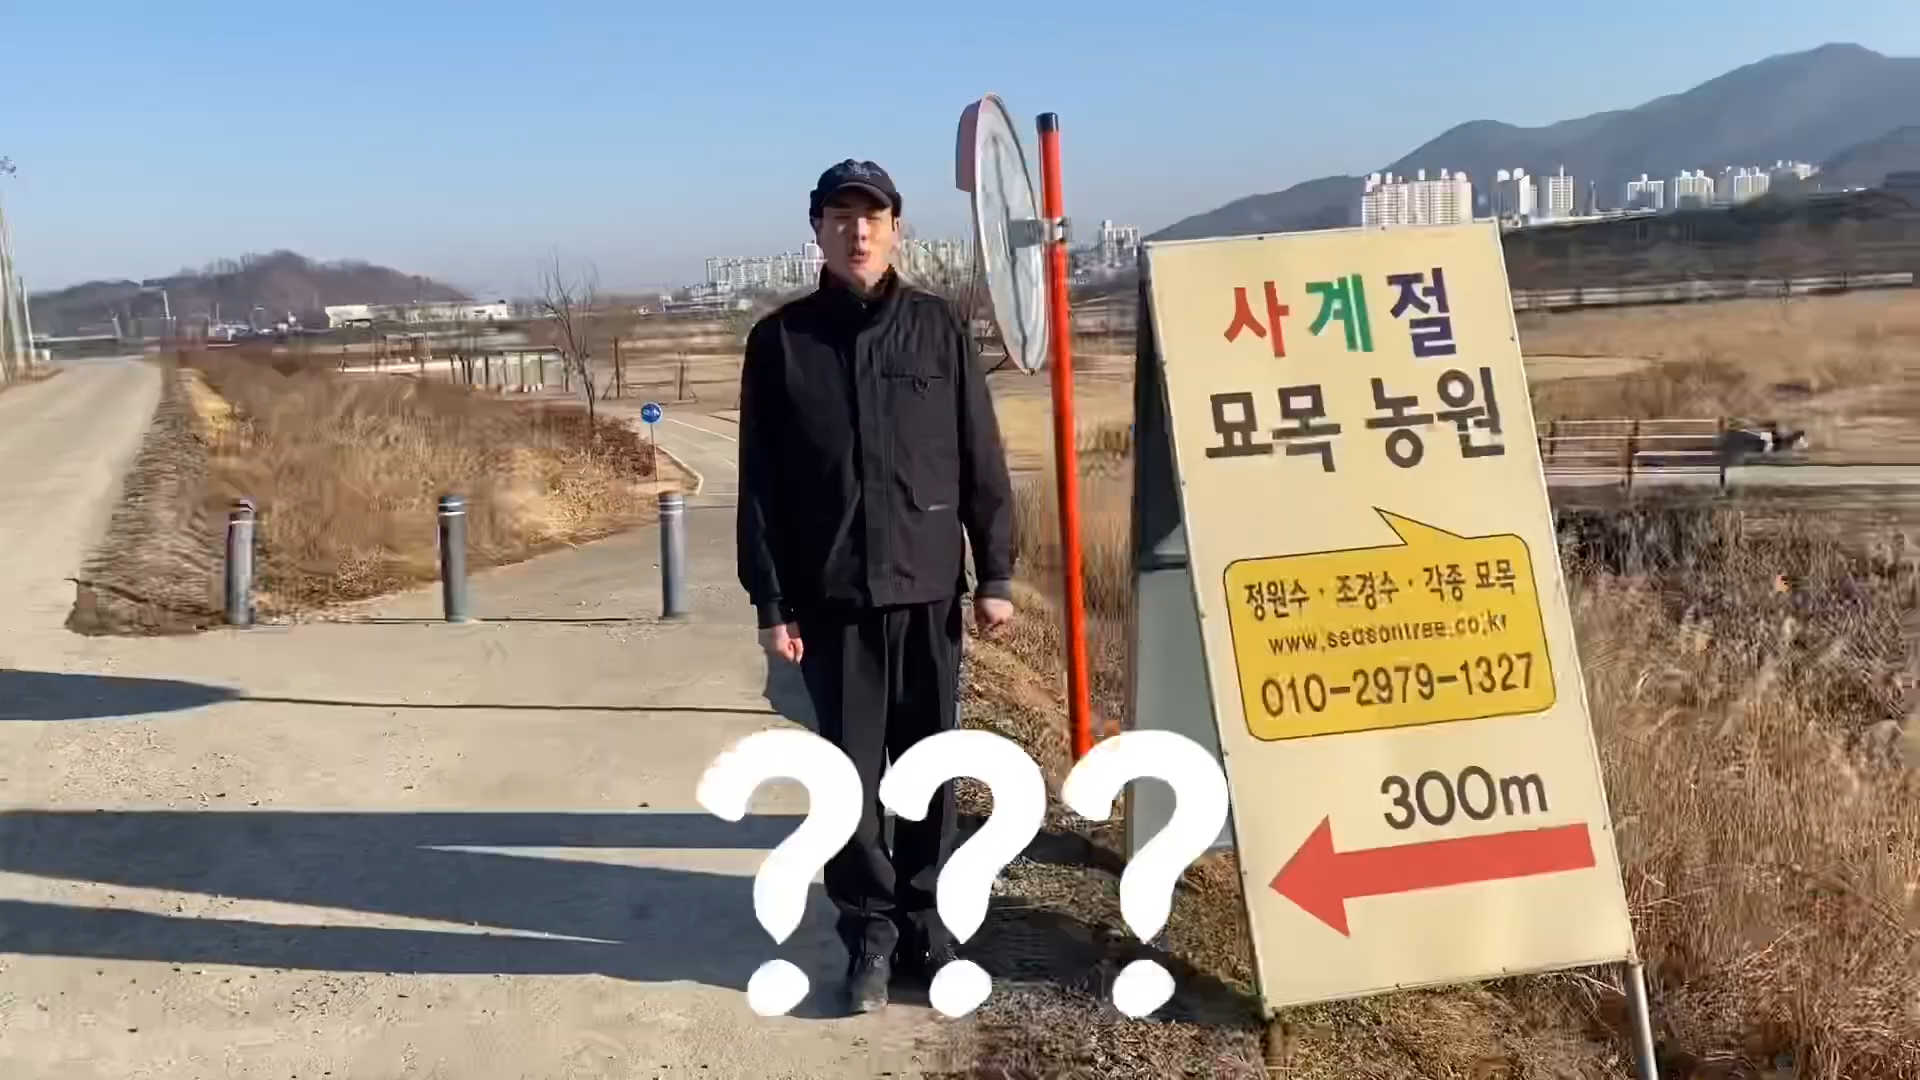 사계절
묘목 농원
정원수 · 조경수 · 각종 묘목
www.seasontree.co.kr
010-2979-1327
300m
???